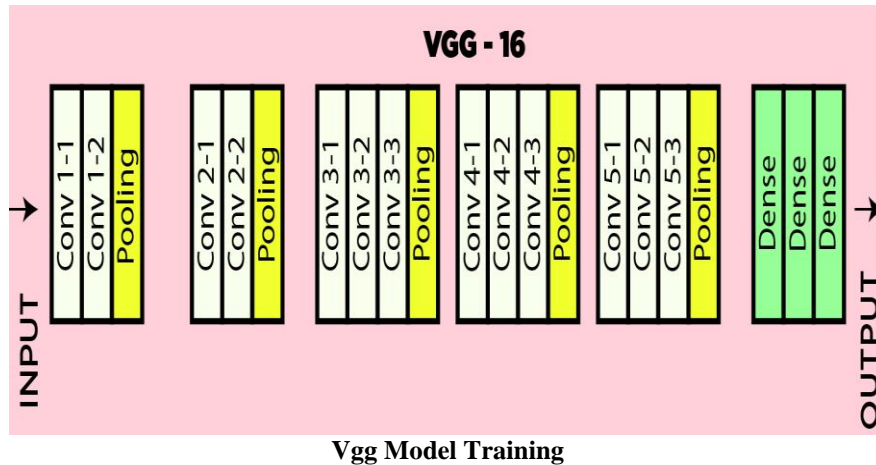 VGG - 16
INPUT
Conv 1-1
Conv 1-2
Pooling
Conv 2-1
Conv 2-2
Pooling
Conv 3-1
Conv 3-2
Conv 3-3
Pooling
Conv 4-1
Conv 4-2
Conv 4-3
Pooling
Conv 5-1
Conv 5-2
Conv 5-3
Pooling
Dense
Dense
Dense
OUTPUT
Vgg Model Training